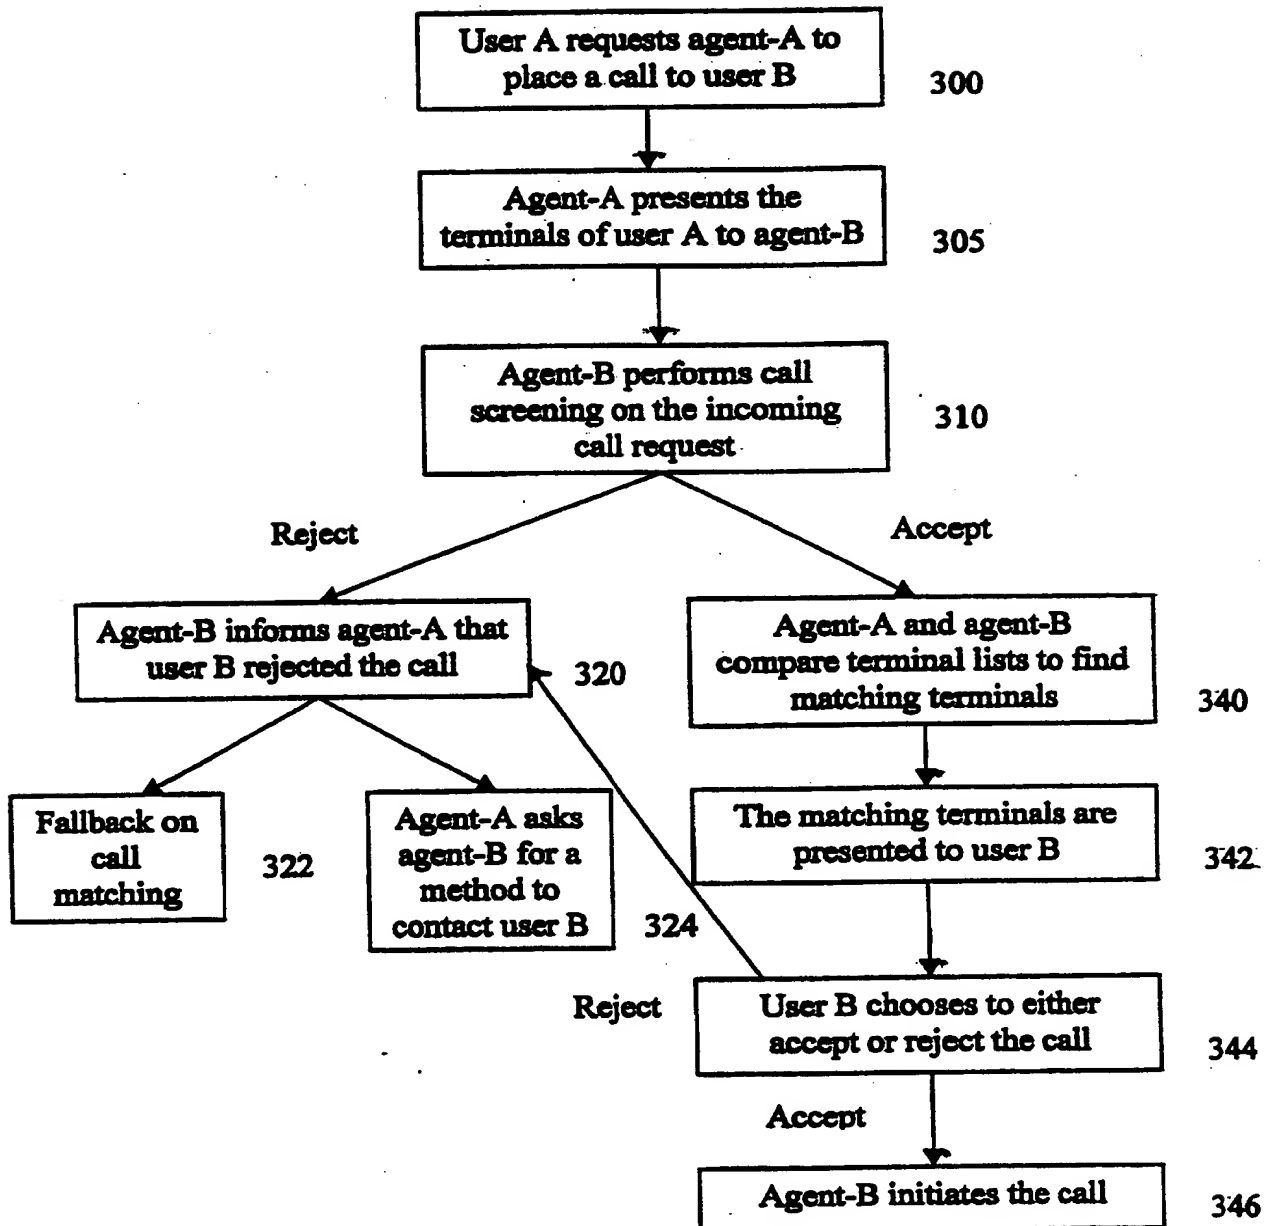 User A requests agent-A to
place a call to user B
300
Agent-A presents the
terminals of user A to agent-B
305
Agent-B performs call
screening on the incoming
call request
310
Reject
Accept
Agent-B informs agent-A that
user B rejected the call
320
Agent-A and agent-B
compare terminal lists to find
matching terminals
340
Fallback on
call
matching
322
Agent-A asks
agent-B for a
method to
contact user B
324
The matching terminals are
presented to user B
342
Reject
User B chooses to either
accept or reject the call
344
Accept
Agent-B initiates the call
346